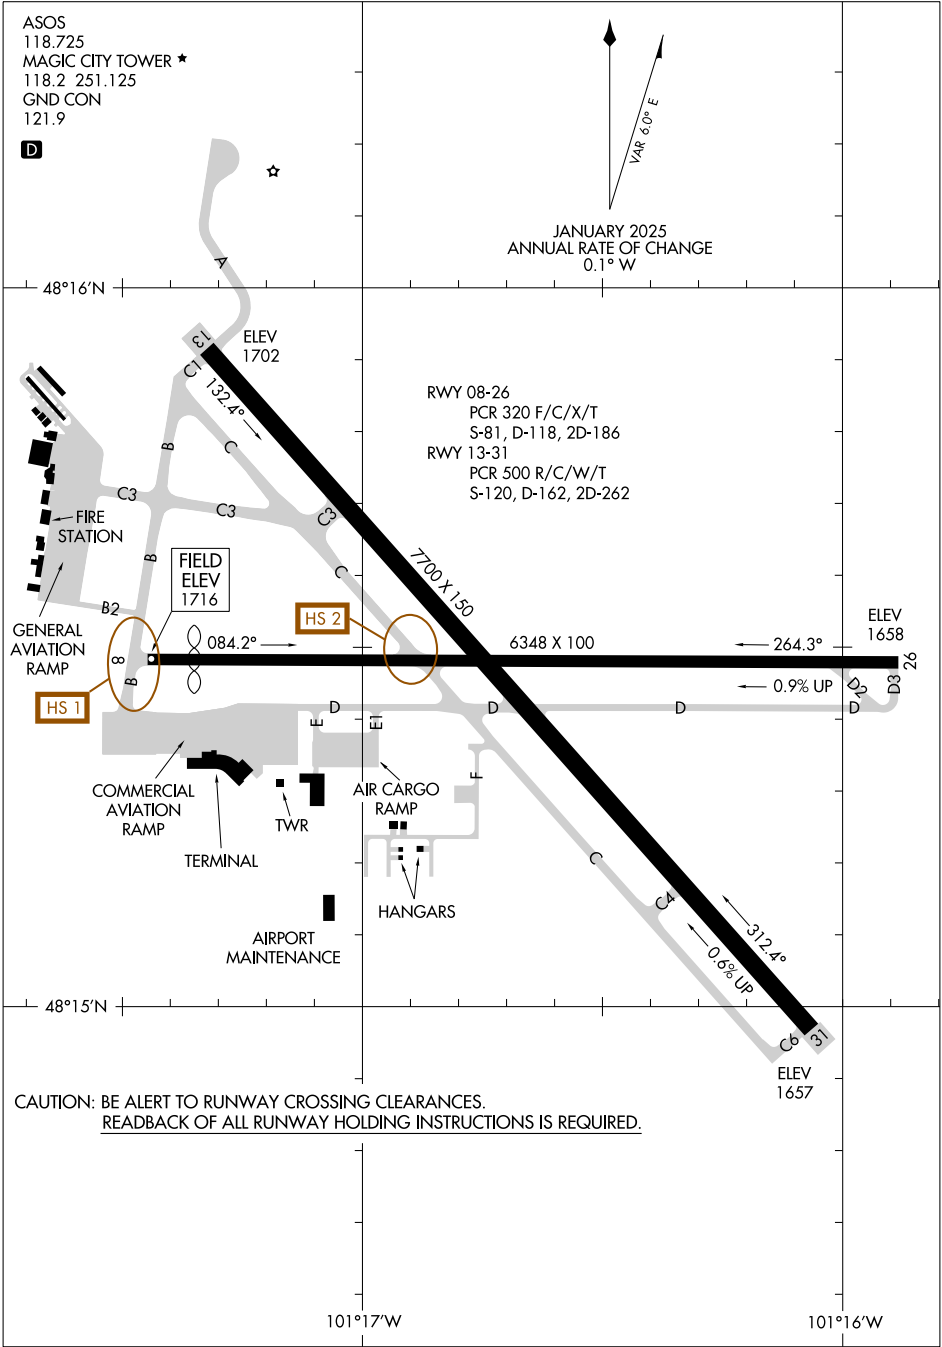 ASOS
118.725
MAGIC CITY TOWER
118.2 251.125
GND CON
121.9
D
VAR 6.0° E
JANUARY 2025
ANNUAL RATE OF CHANGE
0.1° W
48°16'N
A
13
ELEV
1702
C1
132.4°
RWY 08-26
PCR 320 F/C/X/T
S-81, D-118, 2D-186
RWY 13-31
PCR 500 R/C/W/T
S-120, D-162, 2D-262
B
C
C3
C3
C3
FIRE
STATION
B
C
7700 X 150
FIELD
ELEV
1716
B2
HS 2
GENERAL
AVIATION
RAMP
8
084.2°
6348 X 100
264.3°
ELEV
1658
26
B
HS 1
0.9% UP
D2
D3
D
D
D
D
E
E1
F
COMMERCIAL
AVIATION
RAMP
TERMINAL
TWR
AIR CARGO
RAMP
HANGARS
AIRPORT
MAINTENANCE
C
C4
312.4°
0.6% UP
48°15'N
C6
31
ELEV
1657
CAUTION: BE ALERT TO RUNWAY CROSSING CLEARANCES.
READBACK OF ALL RUNWAY HOLDING INSTRUCTIONS IS REQUIRED.
101°17'W
101°16'W